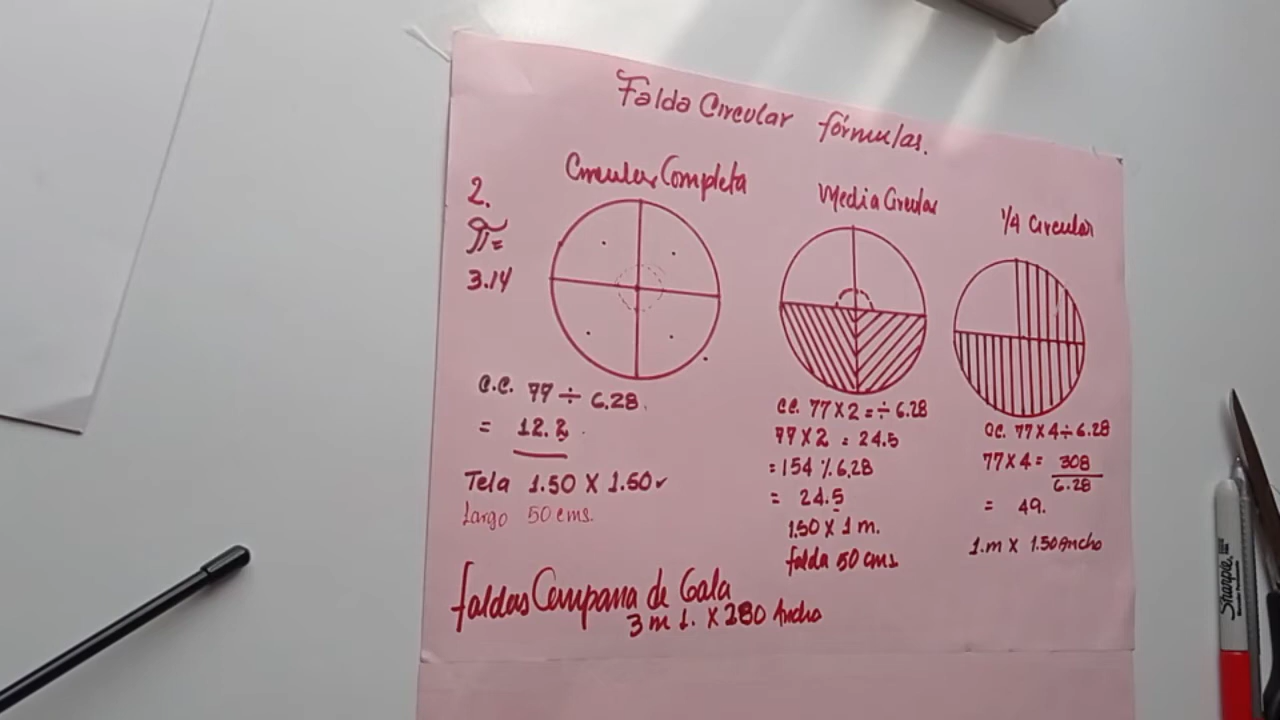 Falda Circular fórmulas.
Circular Completa
2.
π=
3.14
C.C. 77 ÷ 6.28.
= 12.2
Tela 1.50 X 1.50
Largo 50 cms.
Media Circular
CC. 77 X 2 = ÷ 6.28
77 X 2 = 24.5
= 154 % 6.28
= 24.5
1.50 X 1 m.
falda 50 cms
1/4 Circular
CC. 77 X 4 ÷ 6.28
77 X 4 = 308
6.28
= 49.
1.m X 1.50 Ancho
faldas Campana de Gala
3 m L. X 280 Ancho
Sharpie